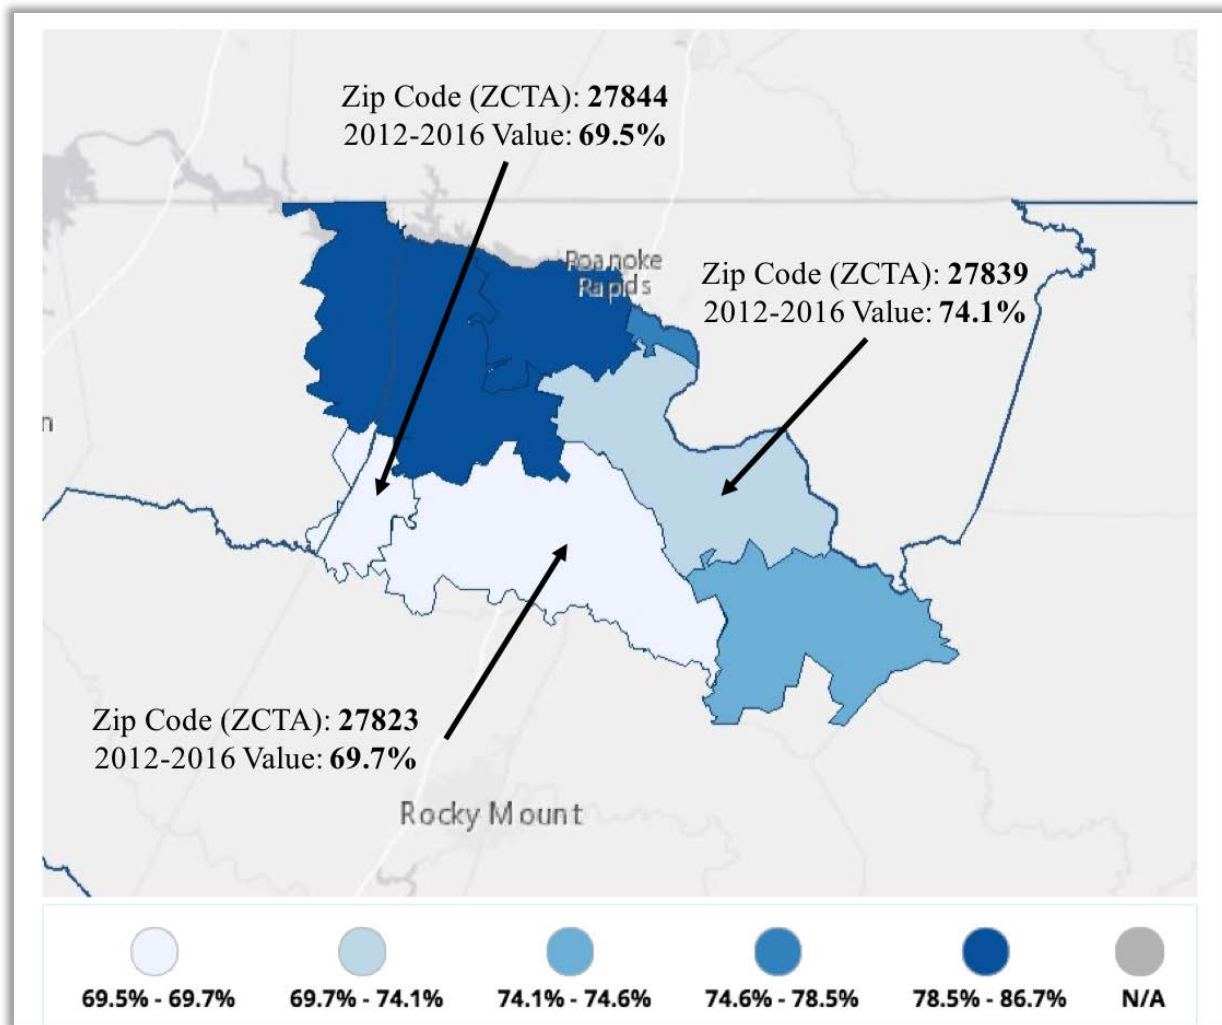 Zip Code (ZCTA): 27844
2012-2016 Value: 69.5%
Roanoke
Rapids
Zip Code (ZCTA): 27839
2012-2016 Value: 74.1%
n
Zip Code (ZCTA): 27823
2012-2016 Value: 69.7%
Rocky Mount
69.5% - 69.7%
69.7% - 74.1%
74.1% - 74.6%
74.6% - 78.5%
78.5% - 86.7%
N/A